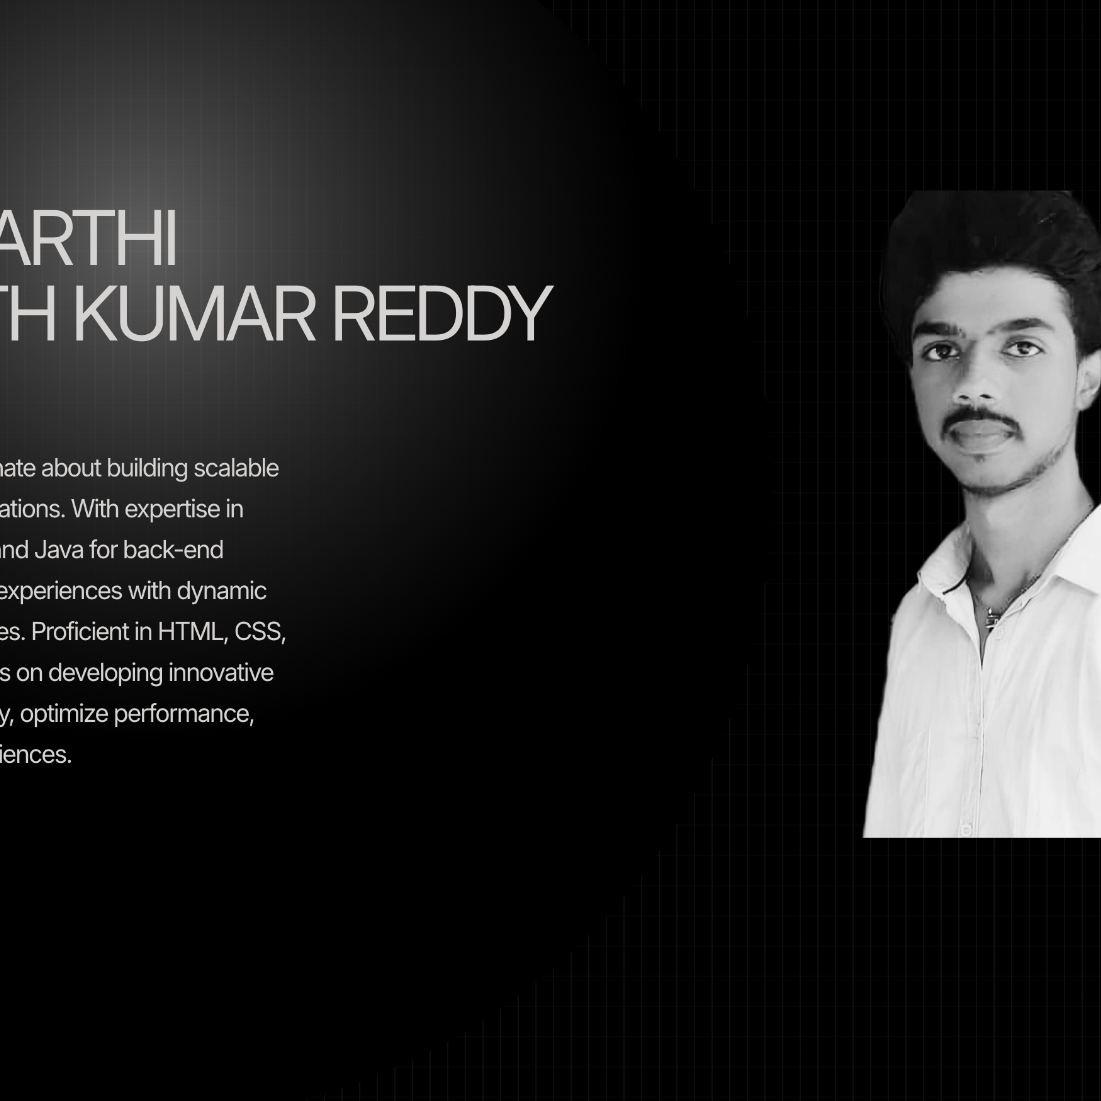 ARTHI
TH KUMAR REDDY
nate about building scalable
ations. With expertise in
and Java for back-end
experiences with dynamic
es. Proficient in HTML, CSS,
s on developing innovative
y, optimize performance,
iences.